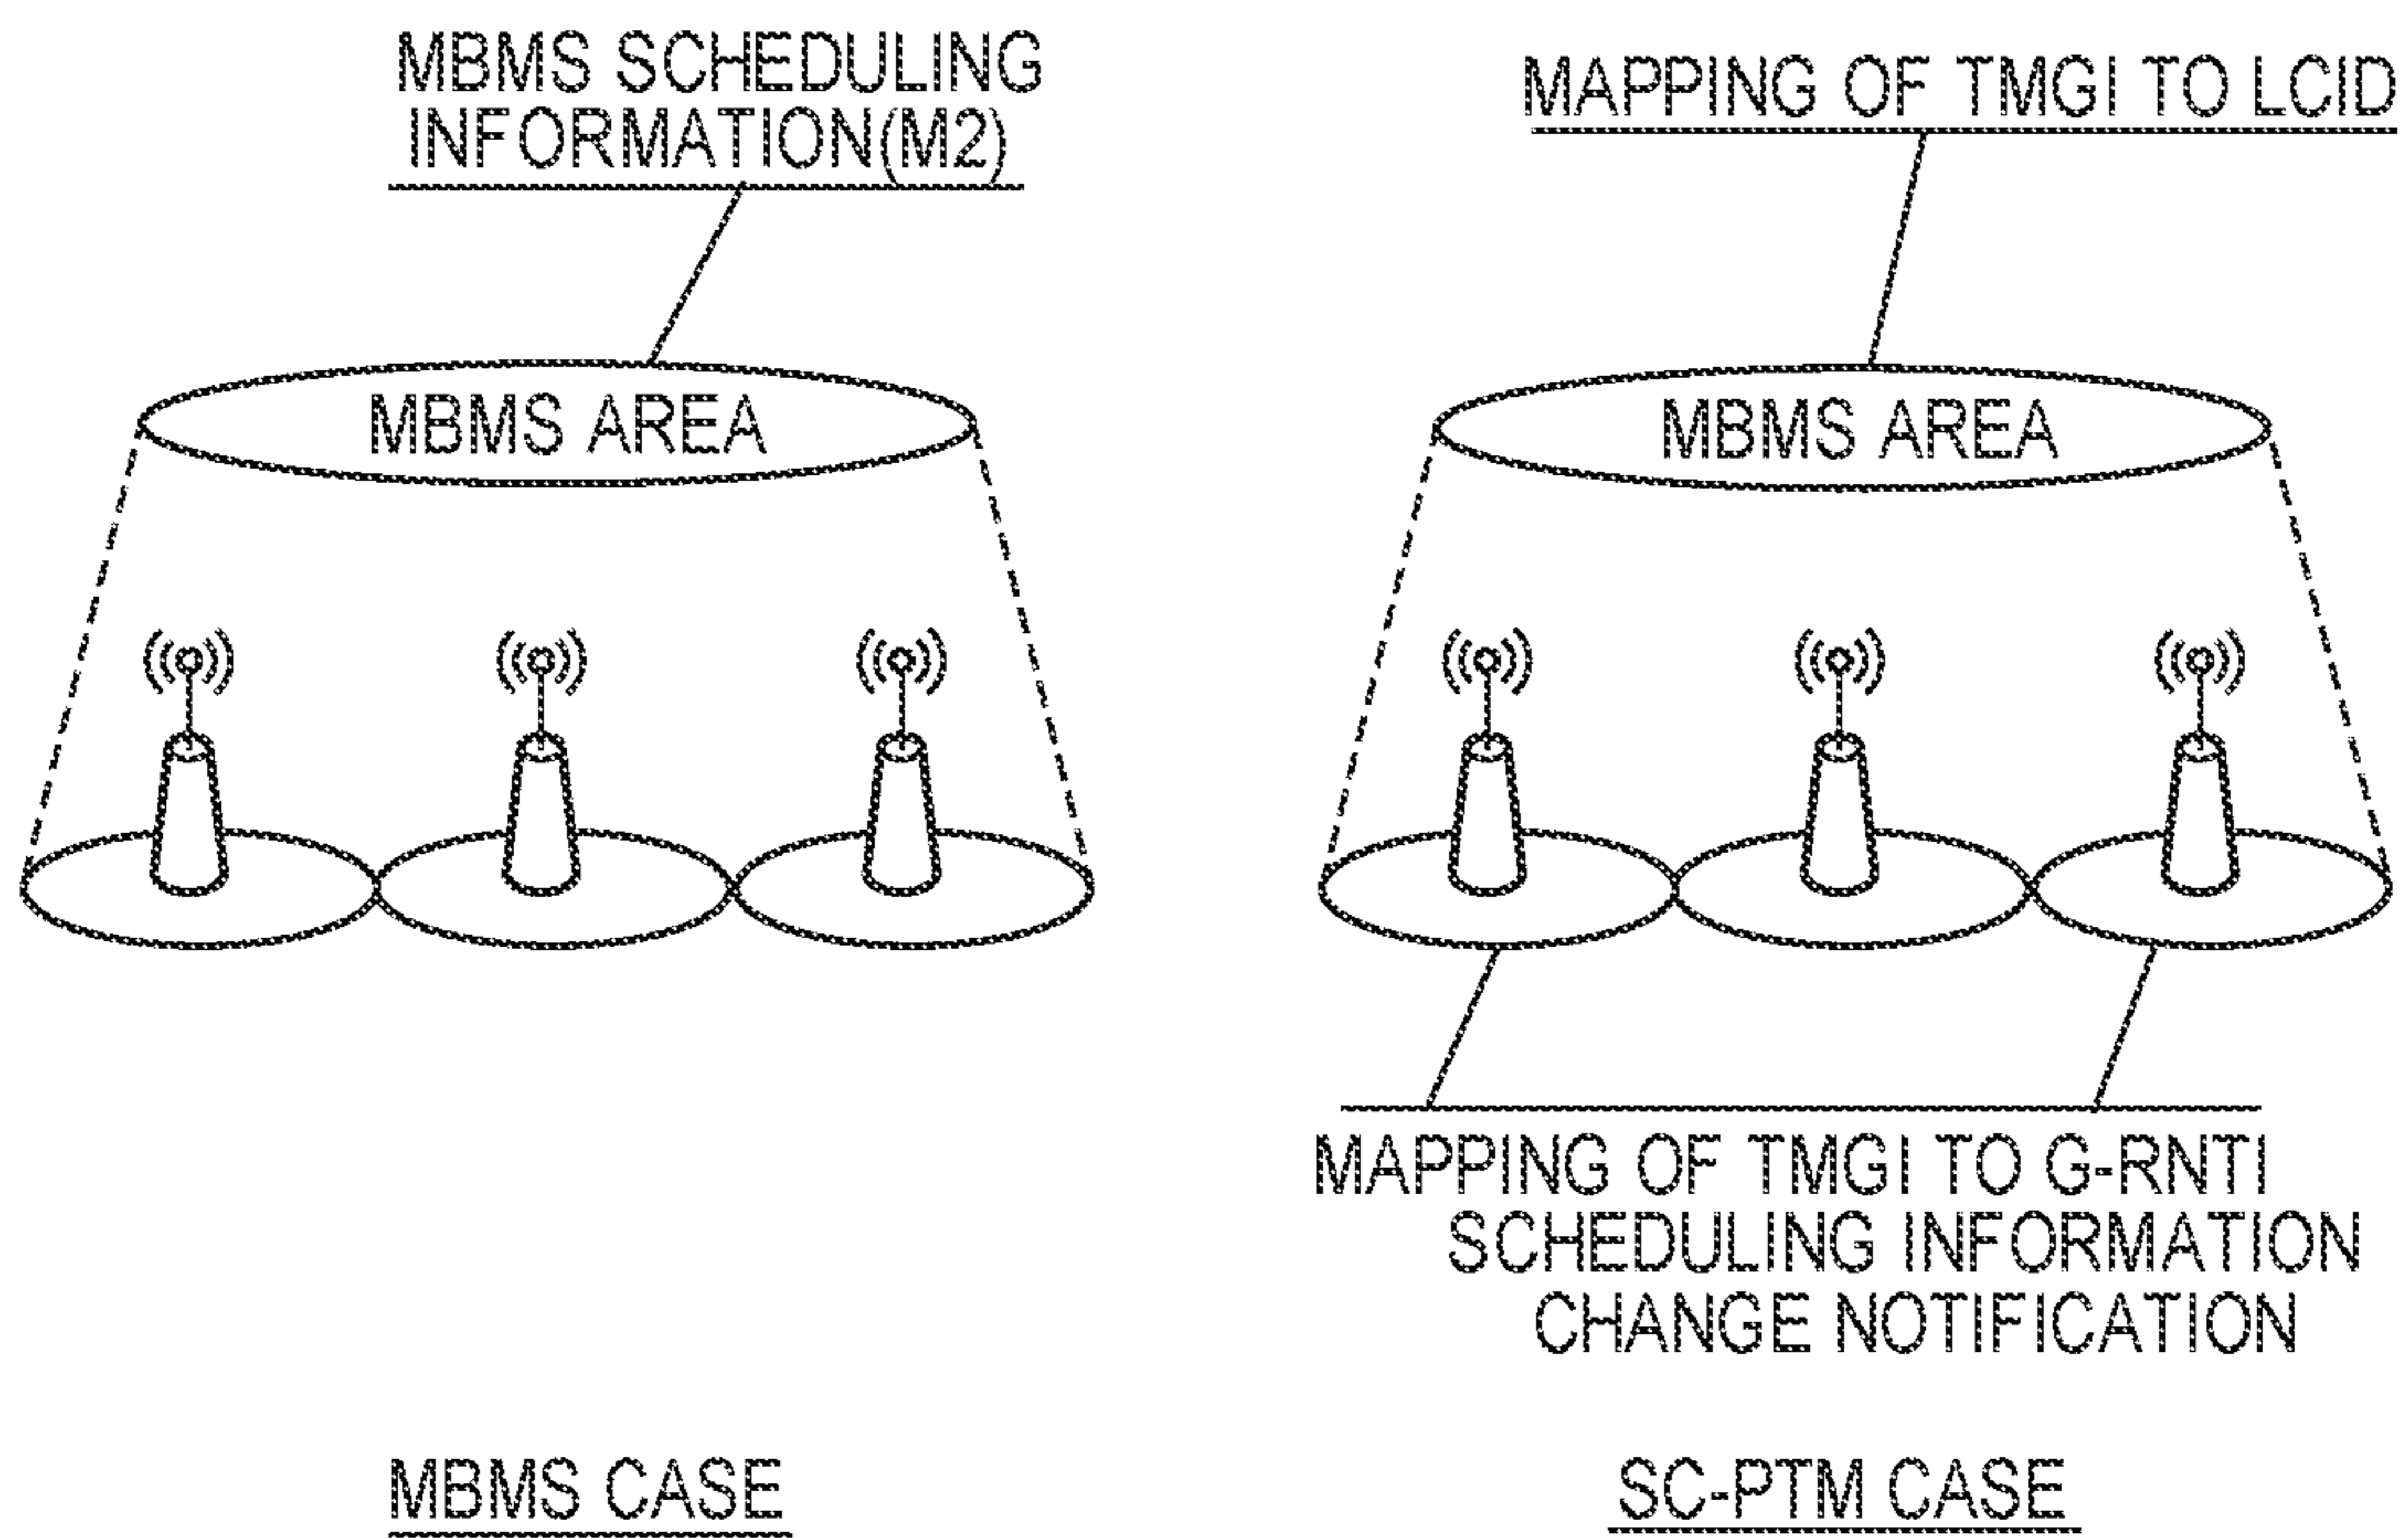 MBMS SCHEDULING
INFORMATION(M2)
MBMS AREA
MBMS CASE
MAPPING OF TMGI TO LCID
MBMS AREA
MAPPING OF TMGI TO G-RNTI
SCHEDULING INFORMATION
CHANGE NOTIFICATION
SC-PTM CASE